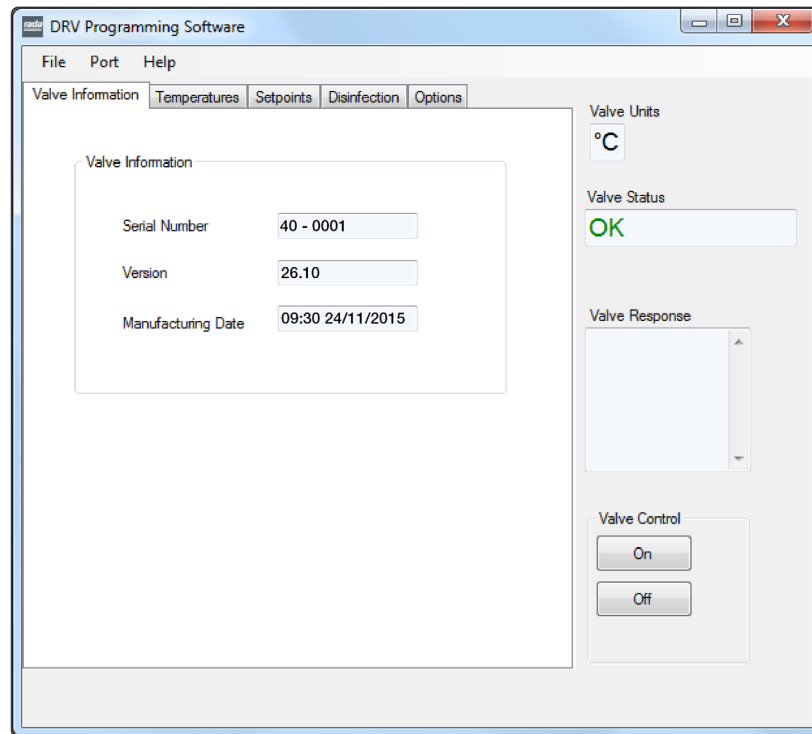 rada DRV Programming Software
File Port Help
Valve Information Temperatures Setpoints Disinfection Options
Valve Units
°C
Valve Information
Valve Status
OK
Serial Number 40 - 0001
Version 26.10
Manufacturing Date 09:30 24/11/2015
Valve Response
Valve Control
On
Off